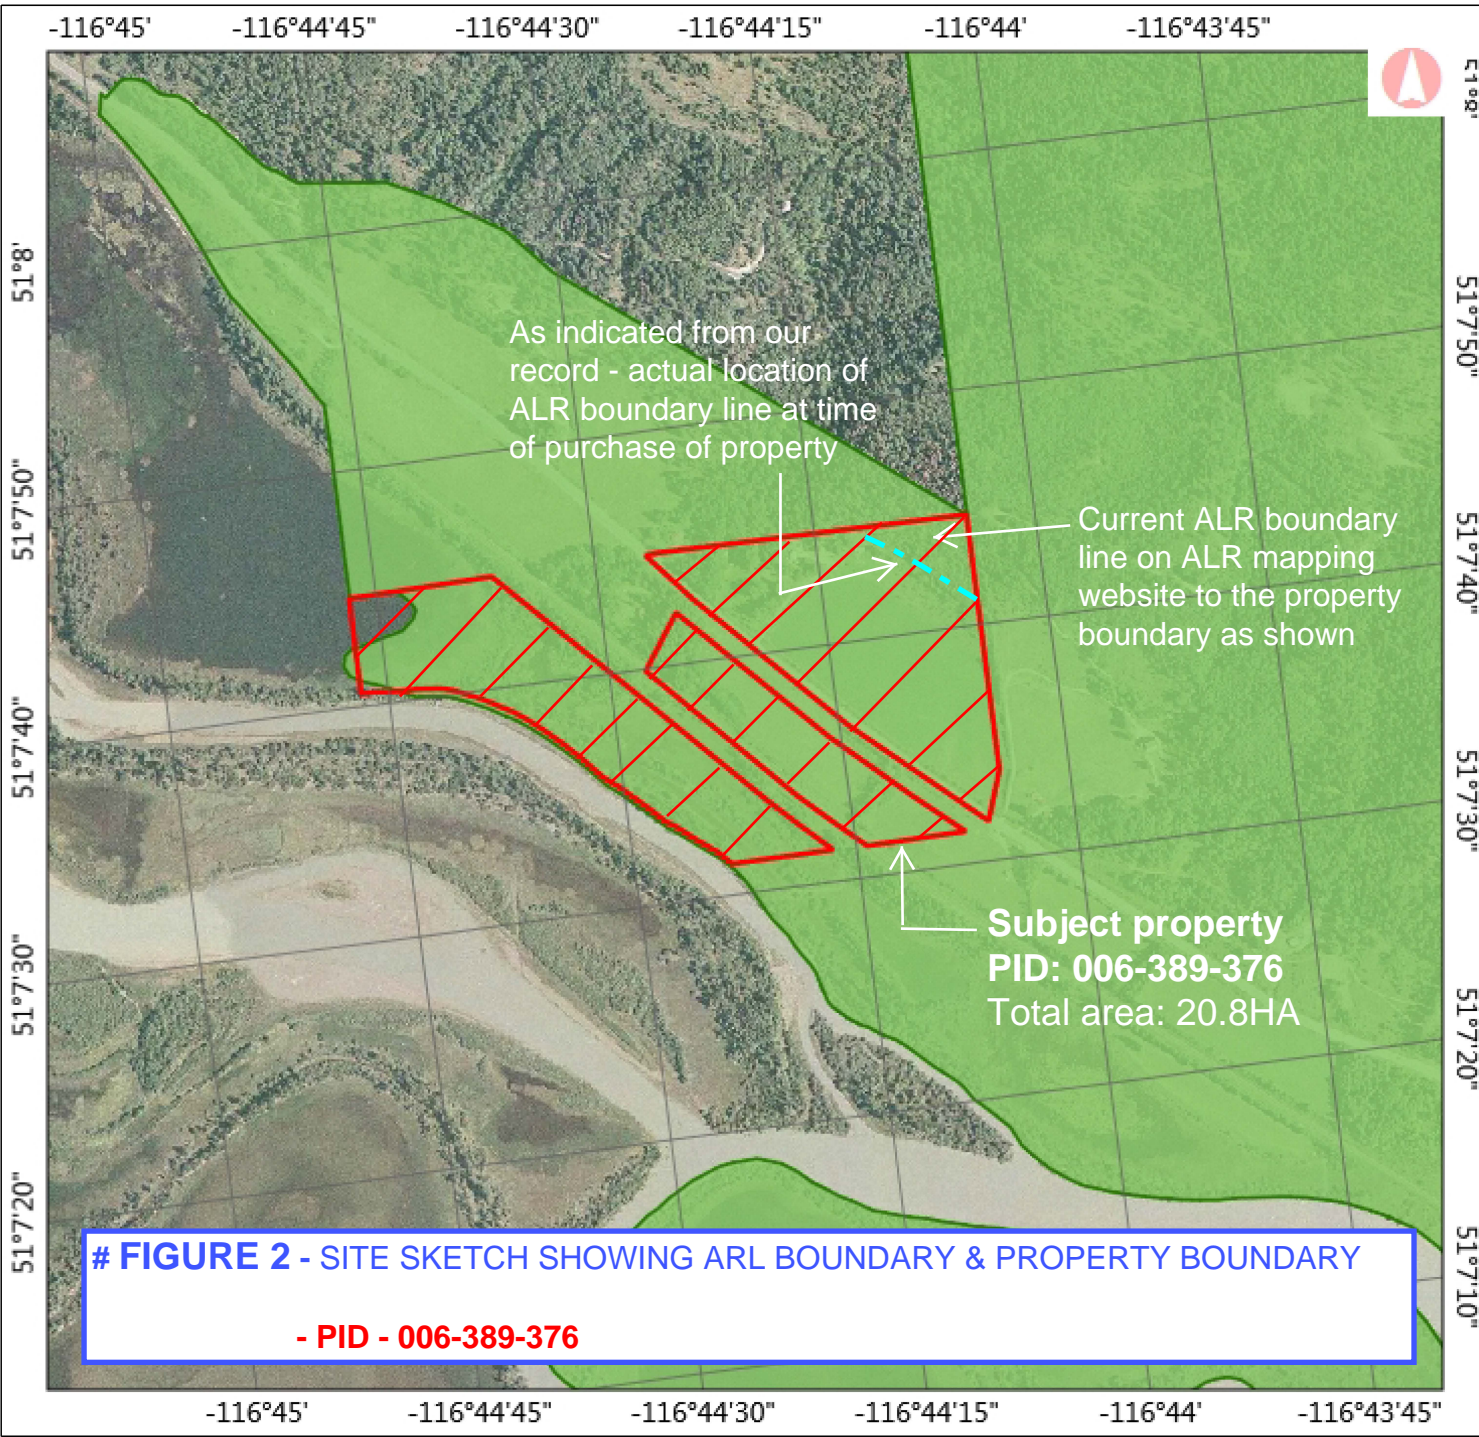 -116°45' -116°44'45" -116°44'30" -116°44'15" -116°44' -116°43'45"
51°8'
51°8'
51°7'50"
51°7'40"
51°7'30"
51°7'20"
51°7'50"
51°7'40"
51°7'30"
51°7'20"
51°7'10"
As indicated from our
record - actual location of
ALR boundary line at time
of purchase of property
Current ALR boundary
line on ALR mapping
website to the property
boundary as shown
Subject property
PID: 006-389-376
Total area: 20.8HA
# FIGURE 2 - SITE SKETCH SHOWING ARL BOUNDARY & PROPERTY BOUNDARY
- PID - 006-389-376
-116°45' -116°44'45" -116°44'30" -116°44'15" -116°44' -116°43'45"